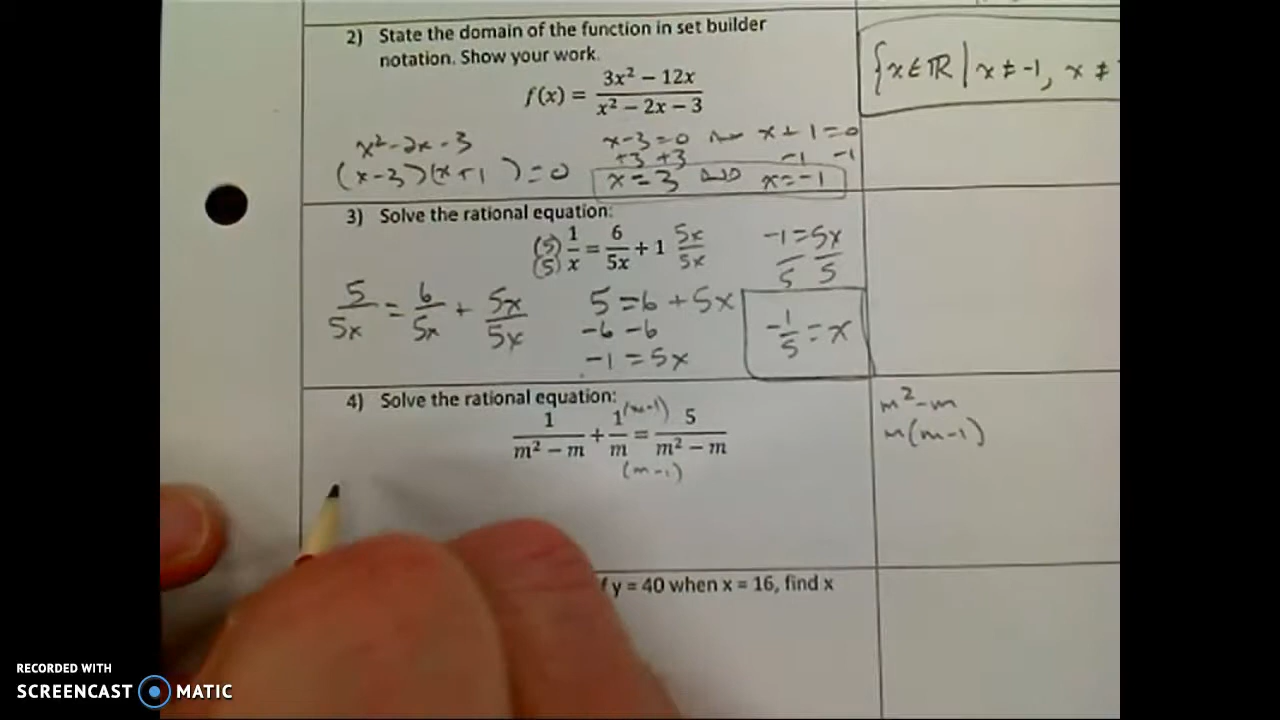 2) State the domain of the function in set builder
notation. Show your work.
f(x) = 3x² − 12x / x² − 2x − 3
{x ∈ ℝ | x ≠ -1, x ≠
x² - 2x - 3
(x-3)(x+1) = 0
x-3=0 x+1=0
+3 +3 -1 -1
x=3 x=-1
3) Solve the rational equation:
(5) 1 / (5) x = 6 / 5x + 1 5x / 5x
5 / 5x = 6 / 5x + 5x / 5x
5 = 6 + 5x
-6 -6
-1 = 5x
-1 = 5x
5 5
-1/5 = x
4) Solve the rational equation:
1 / m² − m + 1 (m-1) / m (m-1) = 5 / m² − m
m² - m
m(m-1)
y = 40 when x = 16, find x
RECORDED WITH
SCREENCAST MATIC